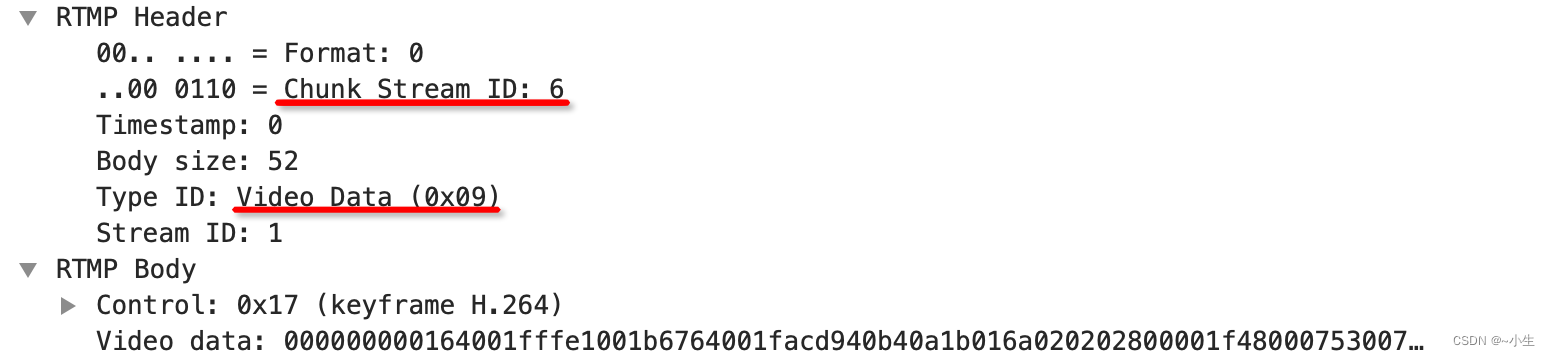 RTMP Header
00.. .... = Format: 0
..00 0110 = Chunk Stream ID: 6
Timestamp: 0
Body size: 52
Type ID: Video Data (0x09)
Stream ID: 1
RTMP Body
Control: 0x17 (keyframe H.264)
Video data: 000000000164001fffe1001b6764001facd940b40a1b016a020202800001f48000753007…
CSDN @~小生